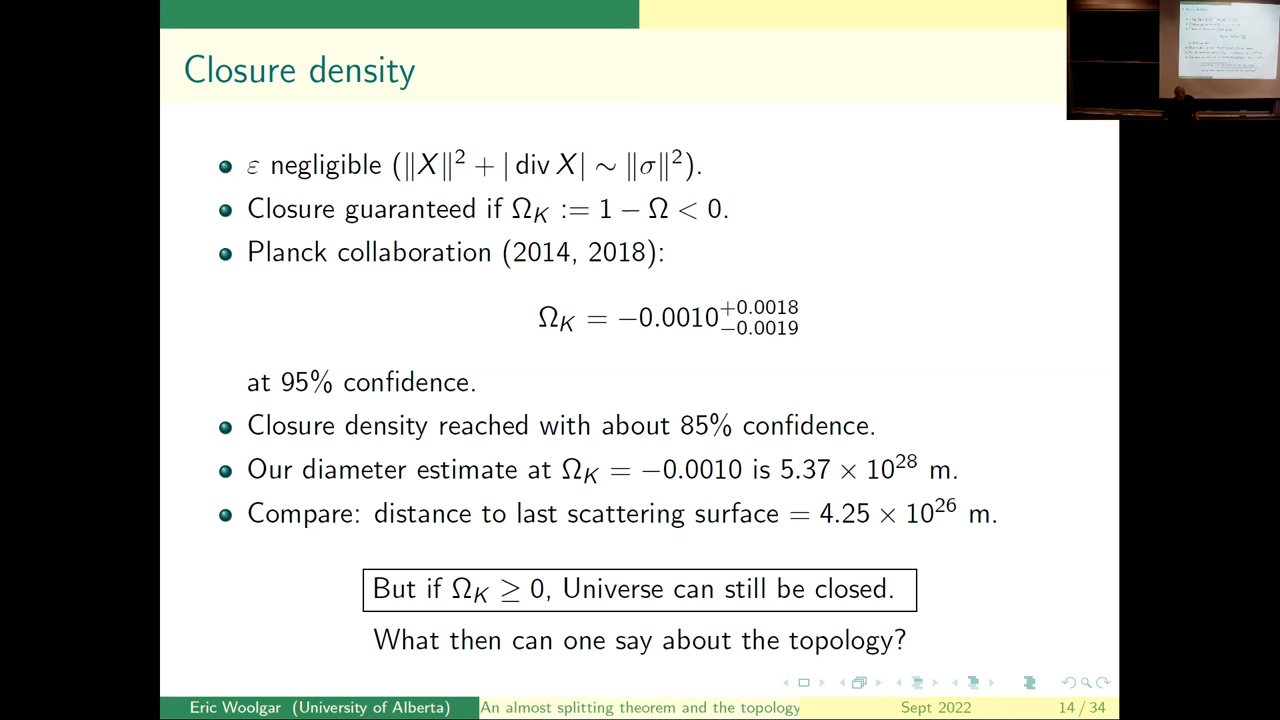 Closure density
ε negligible (‖X‖² + | div X| ∼ ‖σ‖²).
Closure guaranteed if Ω_K := 1 − Ω < 0.
Planck collaboration (2014, 2018):
Ω_K = −0.0010^{+0.0018}_{−0.0019}
at 95% confidence.
Closure density reached with about 85% confidence.
Our diameter estimate at Ω_K = −0.0010 is 5.37 × 10²⁸ m.
Compare: distance to last scattering surface = 4.25 × 10²⁶ m.
But if Ω_K ≥ 0, Universe can still be closed.
What then can one say about the topology?
Eric Woolgar (University of Alberta) An almost splitting theorem and the topology Sept 2022 14 / 34